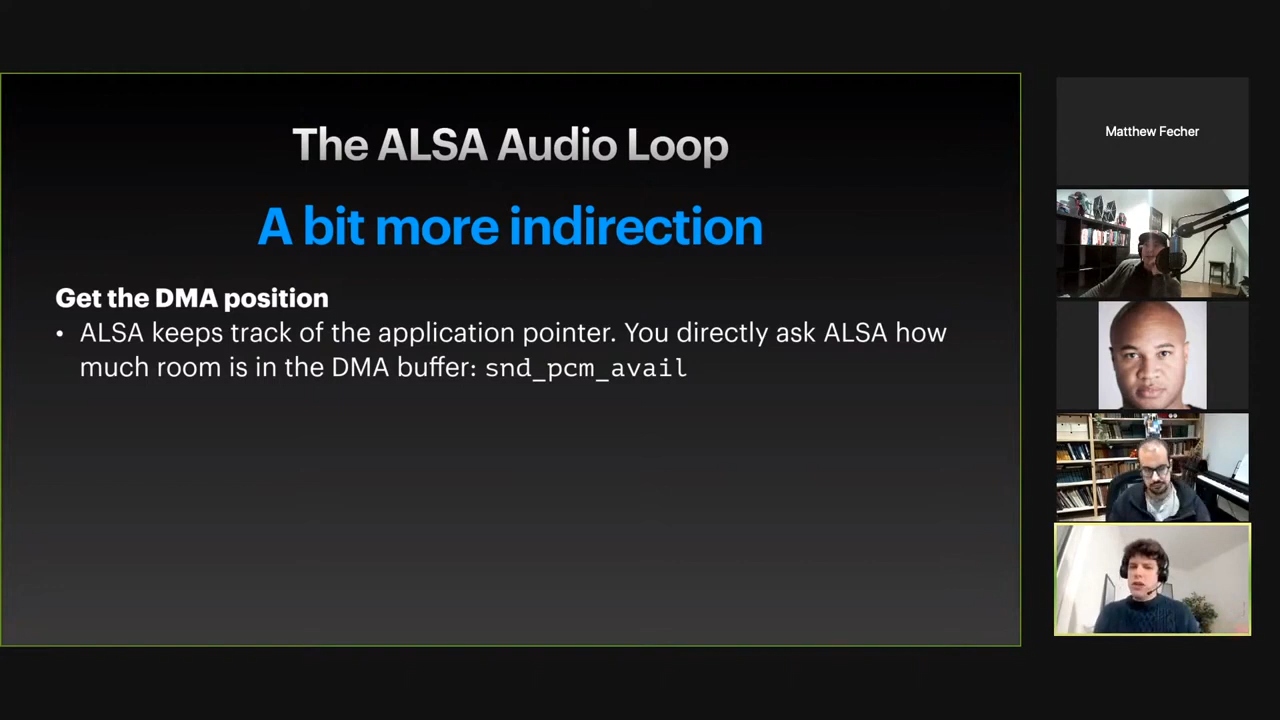 The ALSA Audio Loop
A bit more indirection
Get the DMA position
• ALSA keeps track of the application pointer. You directly ask ALSA how
much room is in the DMA buffer: snd_pcm_avail
Matthew Fecher